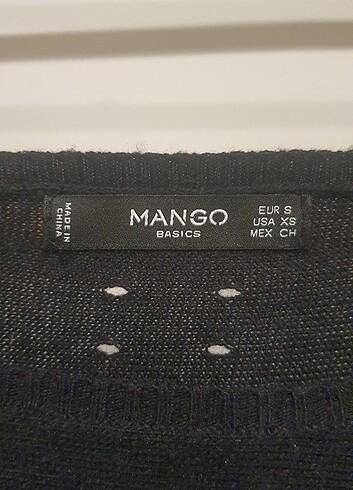 MADE IN
CHINA
MANGO
BASICS
EUR S
USA XS
MEX CH